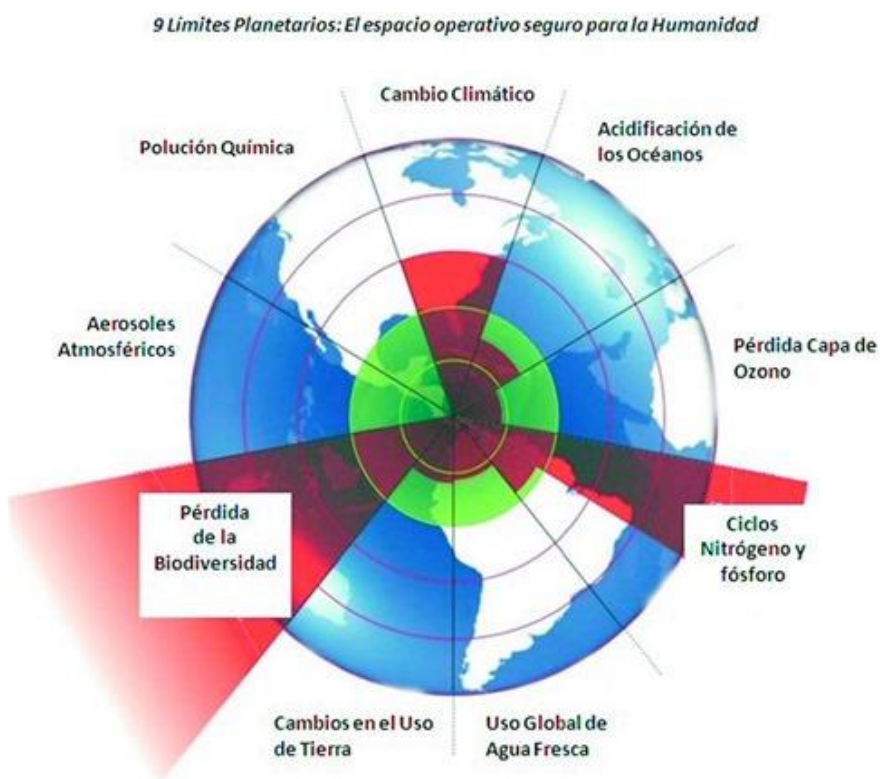 9 Límites Planetarios: El espacio operativo seguro para la Humanidad
Cambio Climático
Acidificación de
los Océanos
Polución Química
Aerosoles
Atmosféricos
Pérdida Capa de
Ozono
Pérdida
de la
Biodiversidad
Ciclos
Nitrógeno y
fósforo
Cambios en el Uso
de Tierra
Uso Global de
Agua Fresca